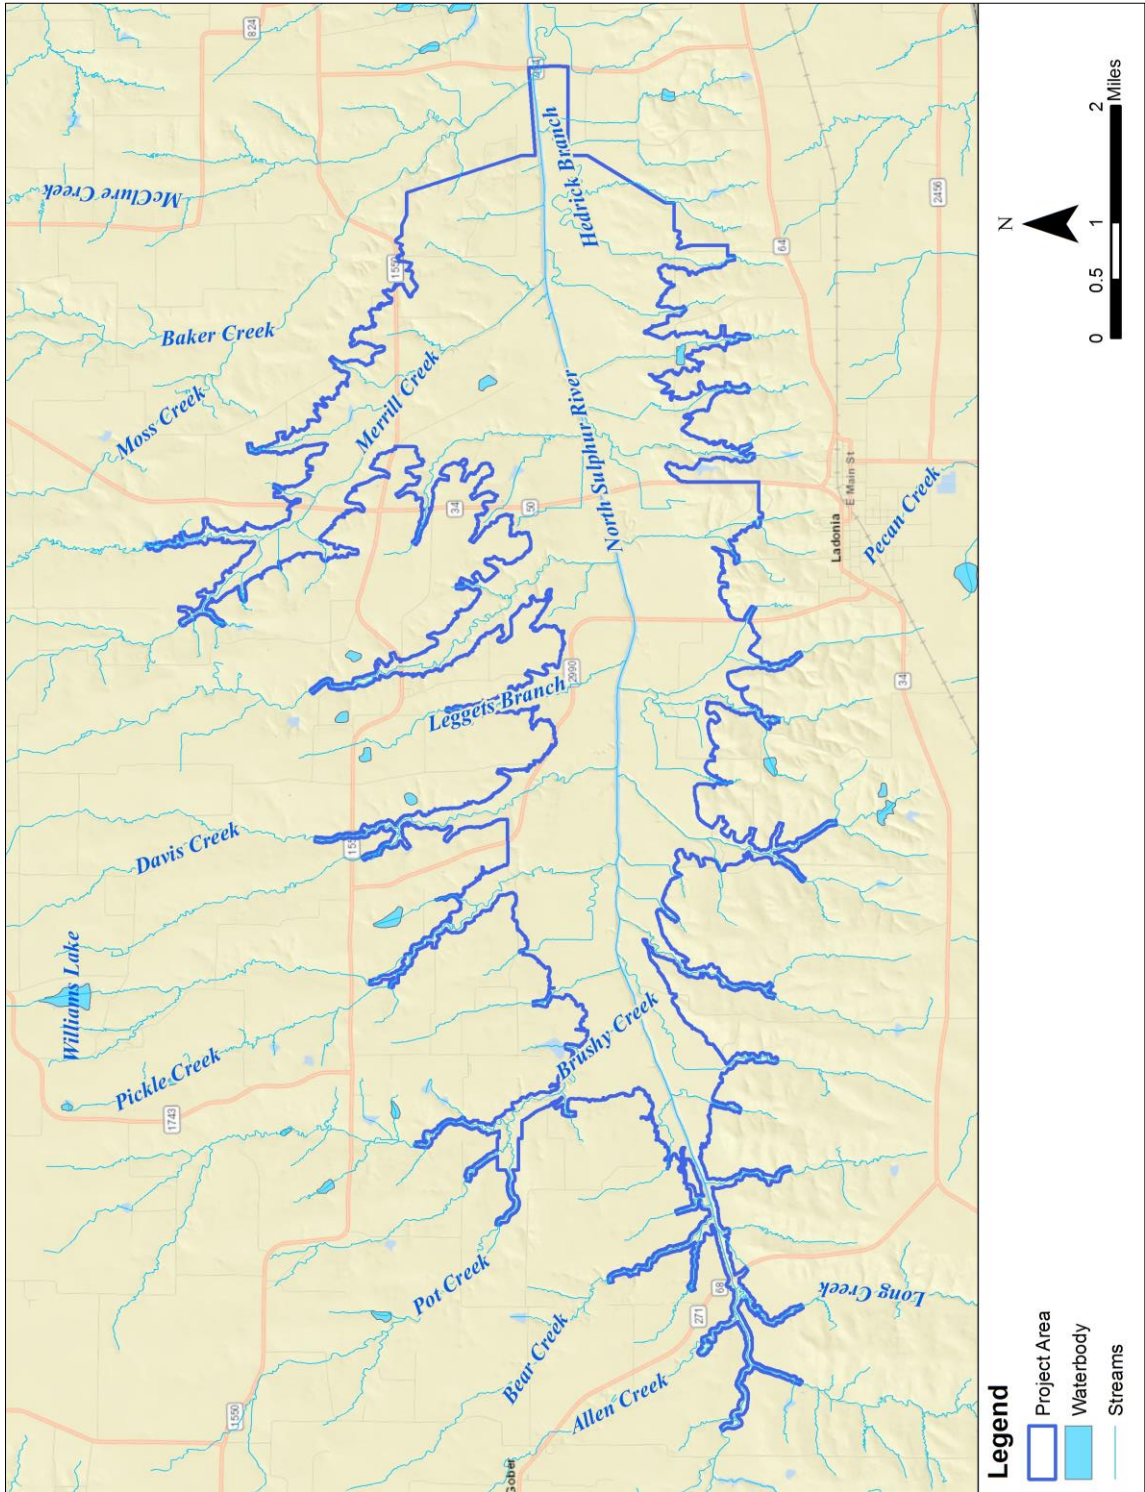 824
McClure Creek
1550
Baker Creek
Moss Creek
Merrill Creek
Hedrick Branch
64
2456
34
50
North Sulphur River
Ladonia
E Main St
Pecan Creek
2990
Leggets Branch
34
Davis Creek
Williams Lake
Pickle Creek
1743
Brushy Creek
Pot Creek
Bear Creek
Allen Creek
271
68
Long Creek
1550
Gober
Legend
Project Area
Waterbody
Streams
N
0 0.5 1 2
Miles